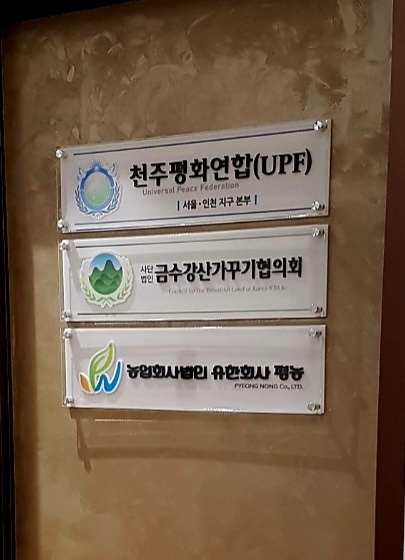 천주평화연합(UPF)
Universal Peace Federation
서울·인천 지구 본부
사단법인 금수강산가꾸기협의회
농업회사법인 유한회사 평농
PYEONG NONG Co., LTD.